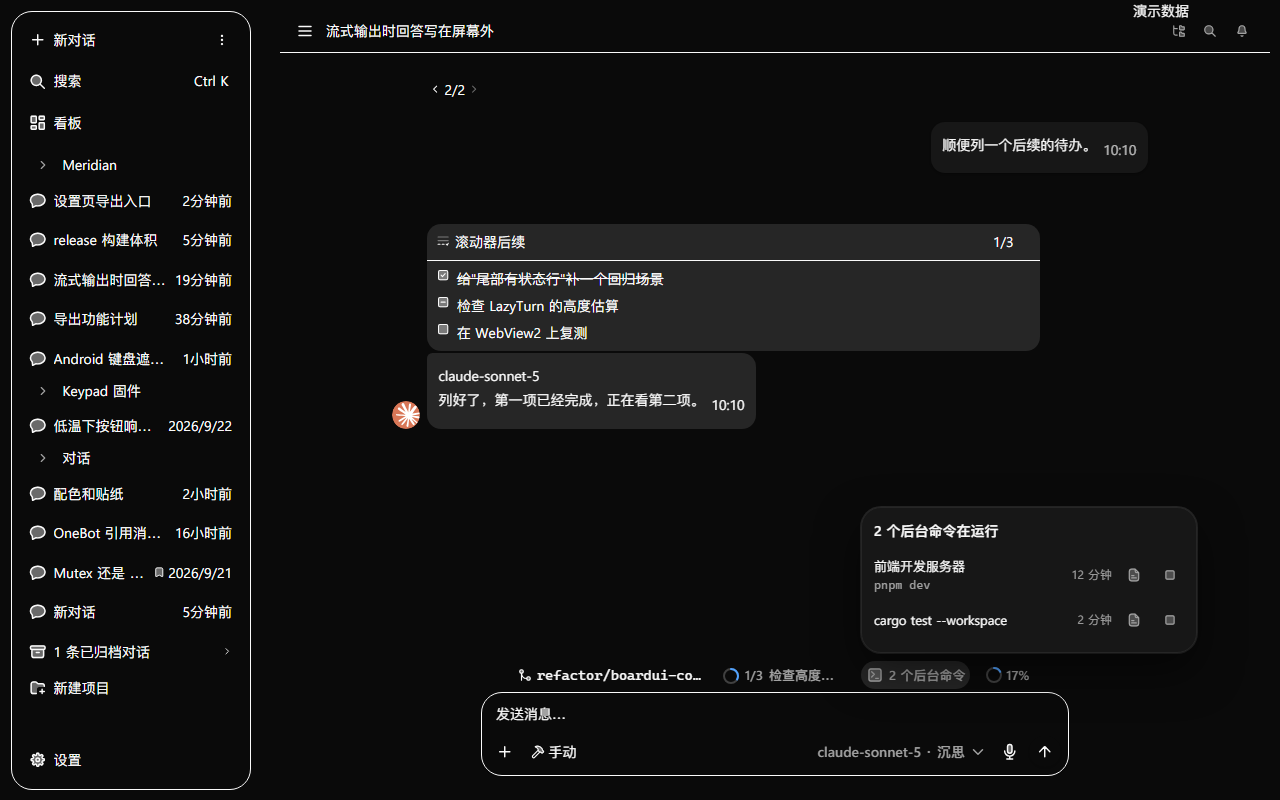 新对话
搜索 Ctrl K
看板
Meridian
设置页导出入口 2分钟前
release 构建体积 5分钟前
流式输出时回答… 19分钟前
导出功能计划 38分钟前
Android 键盘遮… 1小时前
Keypad 固件
低温下按钮响… 2026/9/22
对话
配色和贴纸 2小时前
OneBot 引用消… 16小时前
Mutex 还是 … 2026/9/21
新对话 5分钟前
1 条已归档对话
新建项目
设置
流式输出时回答写在屏幕外
演示数据
2/2
顺便列一个后续的待办。 10:10
滚动器后续 1/3
给"尾部有状态行"补一个回归场景
检查 LazyTurn 的高度估算
在 WebView2 上复测
claude-sonnet-5
列好了，第一项已经完成，正在看第二项。 10:10
2 个后台命令在运行
前端开发服务器 12 分钟
pnpm dev
cargo test --workspace 2 分钟
refactor/boardui-co… 1/3 检查高度… 2 个后台命令 17%
发送消息…
手动 claude-sonnet-5 · 沉思